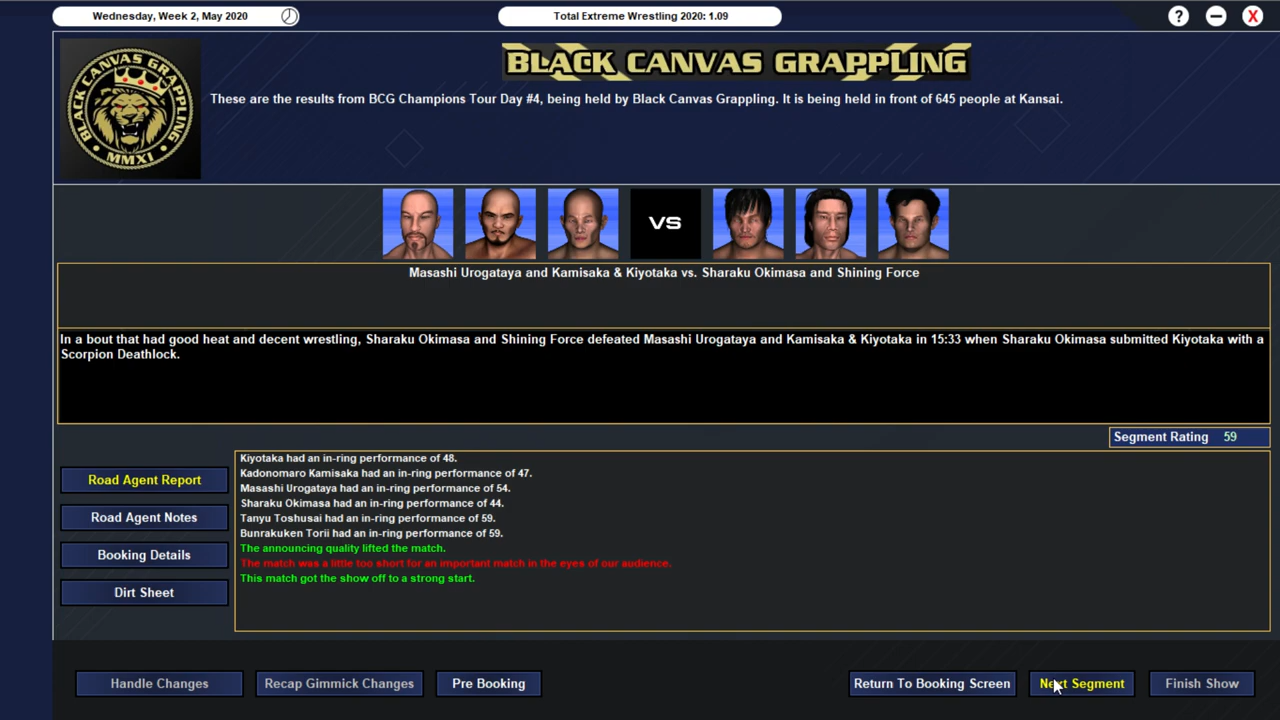 Wednesday, Week 2, May 2020
Total Extreme Wrestling 2020: 1.09
?
X
BLACK CANVAS GRAPPLING
MMXI
BLACK CANVAS GRAPPLING
These are the results from BCG Champions Tour Day #4, being held by Black Canvas Grappling. It is being held in front of 645 people at Kansai.
VS
Masashi Urogataya and Kamisaka & Kiyotaka vs. Sharaku Okimasa and Shining Force
In a bout that had good heat and decent wrestling, Sharaku Okimasa and Shining Force defeated Masashi Urogataya and Kamisaka & Kiyotaka in 15:33 when Sharaku Okimasa submitted Kiyotaka with a
Scorpion Deathlock.
Segment Rating 59
Road Agent Report
Road Agent Notes
Booking Details
Dirt Sheet
Kiyotaka had an in-ring performance of 48.
Kadonomaro Kamisaka had an in-ring performance of 47.
Masashi Urogataya had an in-ring performance of 54.
Sharaku Okimasa had an in-ring performance of 44.
Tanyu Toshusai had an in-ring performance of 59.
Bunrakuken Torii had an in-ring performance of 59.
The announcing quality lifted the match.
The match was a little too short for an important match in the eyes of our audience.
This match got the show off to a strong start.
Handle Changes
Recap Gimmick Changes
Pre Booking
Return To Booking Screen
Next Segment
Finish Show